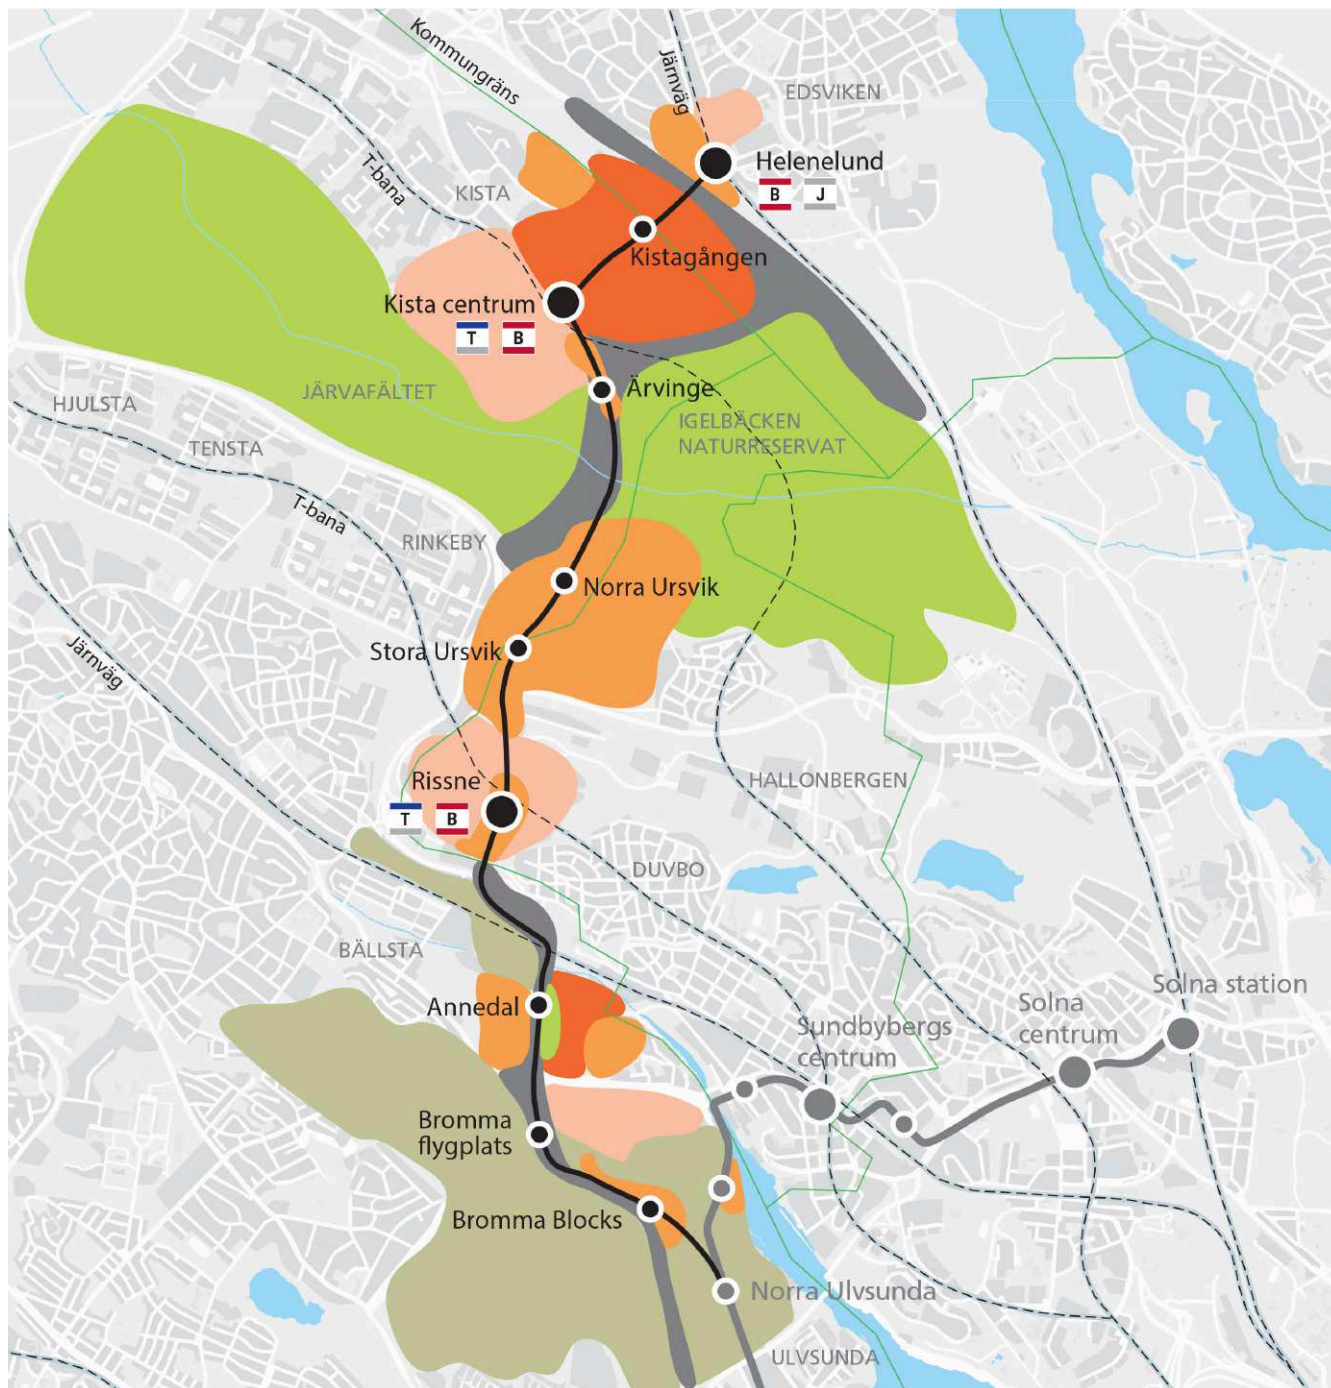 Kommungräns
Järnväg
EDSVIKEN
T-bana
Helenelund
B J
KISTA
Kistagången
Kista centrum
T B
Ärvinge
JÄRVAFÄLTET
HJULSTA
IGELBÄCKEN
NATURRESERVAT
TENSTA
T-bana
RINKEBY
Norra Ursvik
Stora Ursvik
Järnväg
Rissne
T B
HALLONBERGEN
DUVBO
BÄLLSTA
Annedal
Solna station
Solna
centrum
Sundbybergs
centrum
Bromma
flygplats
Bromma Blocks
Norra Ulvsunda
ULVSUNDA